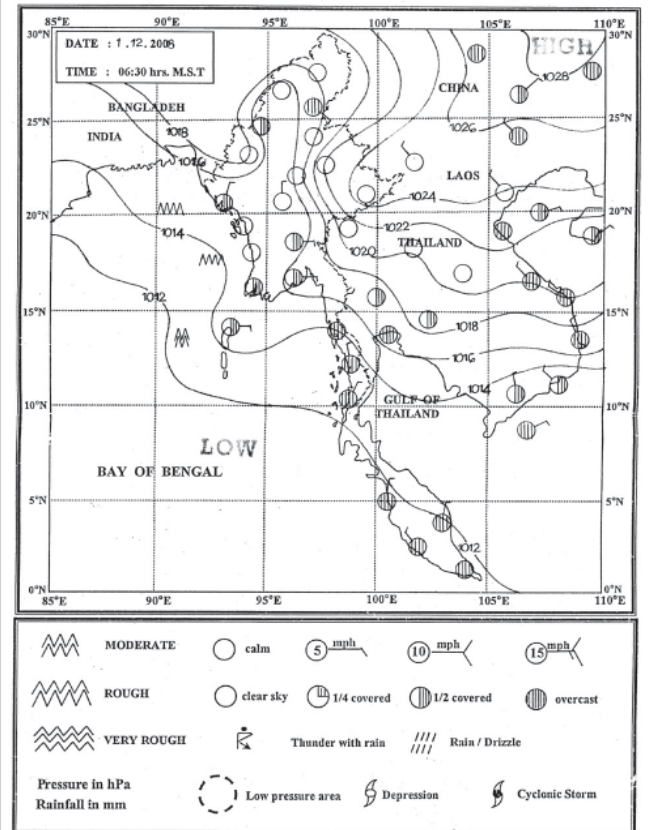 85°E 90°E 95°E 100°E 105°E 110°E
30°N 30°N
DATE : 1.12.2008
TIME : 06:30 hrs. M.S.T
HIGH
CHINA
1028
BANGLADEH
25°N 25°N
1018
1026
INDIA
1016
LAOS
1024
20°N 20°N
1014
1022
1020
THAILAND
1012
15°N 15°N
1018
1016
1014
10°N 10°N
GULF OF
THAILAND
LOW
BAY OF BENGAL
5°N 5°N
1012
0°N 0°N
85°E 90°E 95°E 100°E 105°E 110°E
MODERATE calm 5 mph 10 mph 15 mph
ROUGH clear sky 1/4 covered 1/2 covered overcast
VERY ROUGH Thunder with rain Rain / Drizzle
Pressure in hPa
Rainfall in mm
Low pressure area Depression Cyclonic Storm